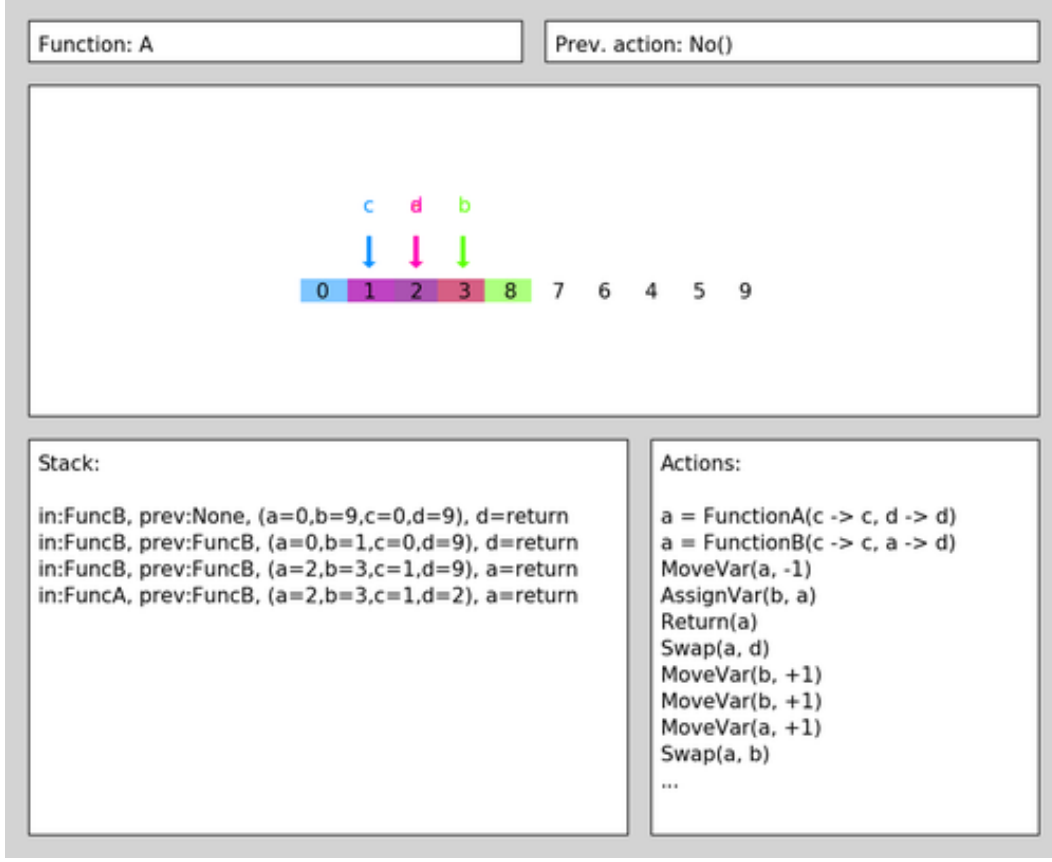 Function: A
Prev. action: No()
c d b
0 1 2 3 8 7 6 4 5 9
Stack:
in:FuncB, prev:None, (a=0,b=9,c=0,d=9), d=return
in:FuncB, prev:FuncB, (a=0,b=1,c=0,d=9), d=return
in:FuncB, prev:FuncB, (a=2,b=3,c=1,d=9), a=return
in:FuncA, prev:FuncB, (a=2,b=3,c=1,d=2), a=return
Actions:
a = FunctionA(c -> c, d -> d)
a = FunctionB(c -> c, a -> d)
MoveVar(a, -1)
AssignVar(b, a)
Return(a)
Swap(a, d)
MoveVar(b, +1)
MoveVar(b, +1)
MoveVar(a, +1)
Swap(a, b)
...